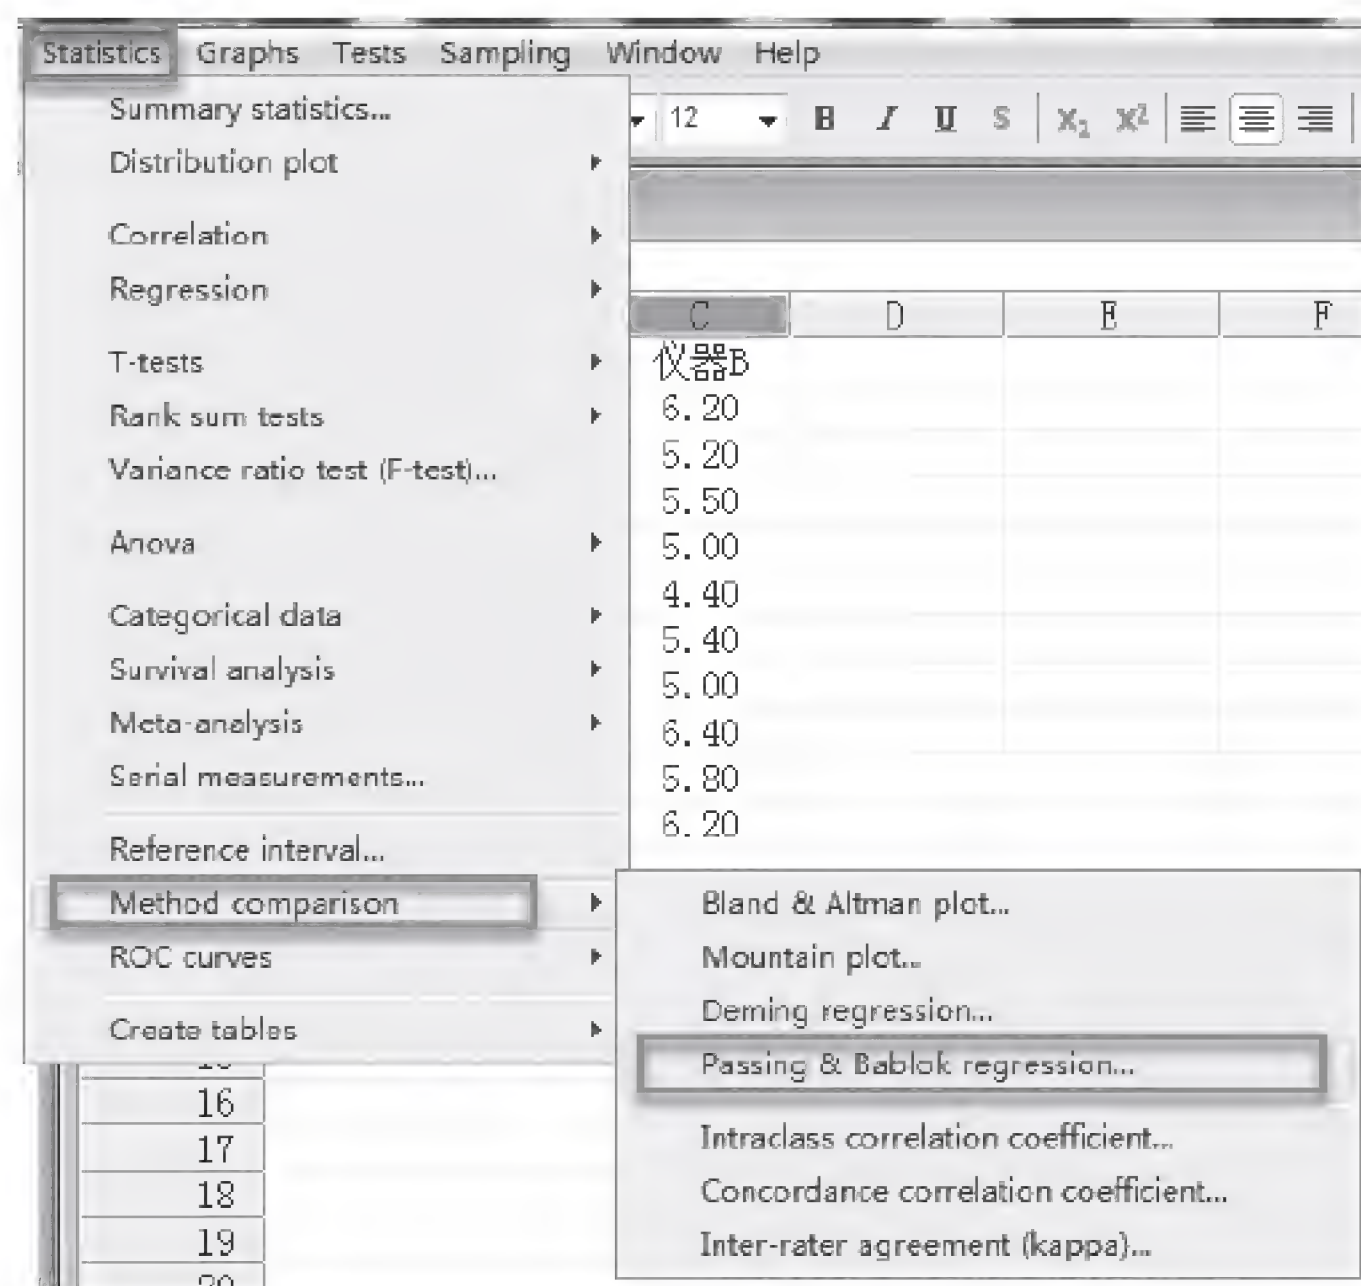 Statistics Graphs Tests Sampling Window Help
12 B I U S X₂ X²
Summary statistics...
Distribution plot
Correlation
Regression
T-tests
Rank sum tests
Variance ratio test (F-test)...
Anova
Categorical data
Survival analysis
Meta-analysis
Serial measurements...
Reference interval...
Method comparison
ROC curves
Create tables
C D E F
仪器B
6.20
5.20
5.50
5.00
4.40
5.40
5.00
6.40
5.80
6.20
Bland & Altman plot...
Mountain plot...
Deming regression...
Passing & Bablok regression...
Intraclass correlation coefficient...
Concordance correlation coefficient...
Inter-rater agreement (kappa)...
16
17
18
19